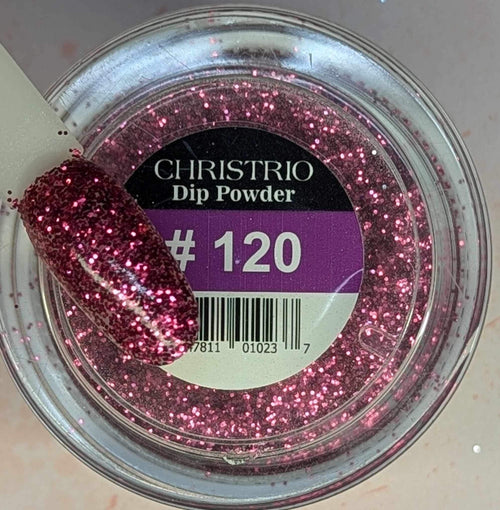 CHRISTRIO
Dip Powder
# 120
7811 01023 7